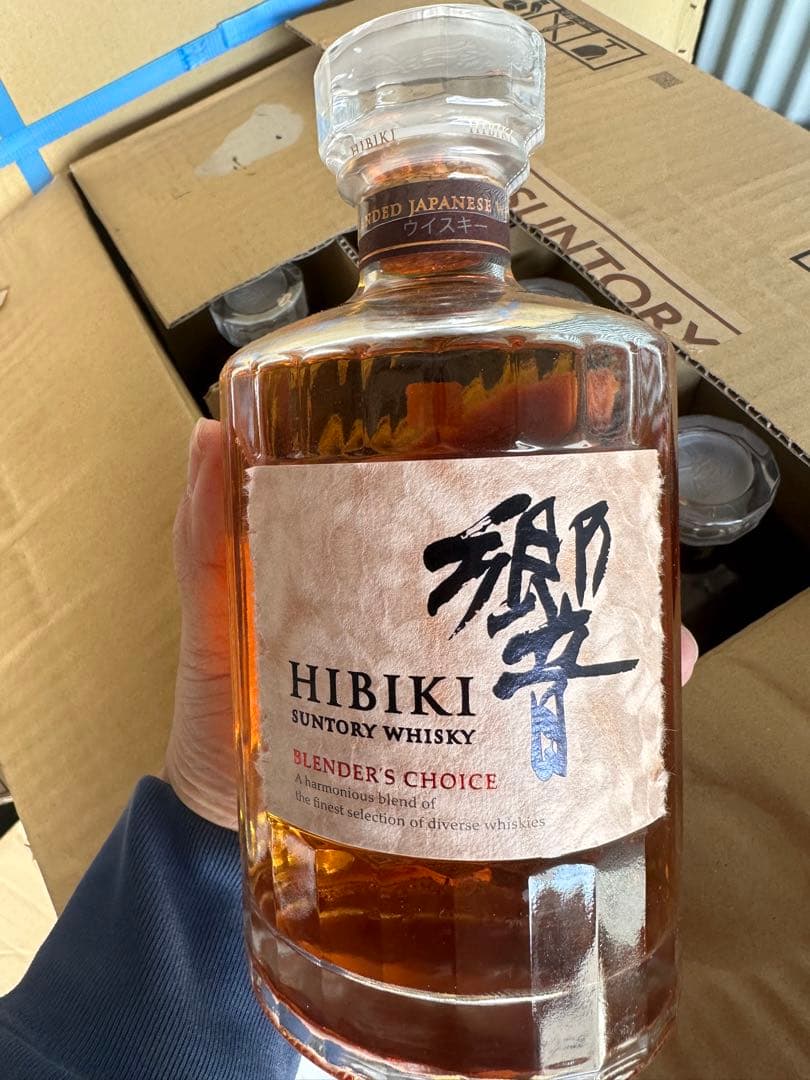 HIBIKI
NDED JAPANESE W
ウイスキー
SUNTORY
響
HIBIKI
SUNTORY WHISKY
BLENDER'S CHOICE
A harmonious blend of
the finest selection of diverse whiskies